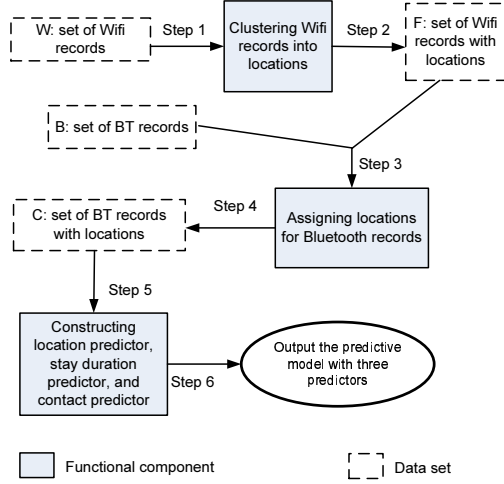 W: set of Wifi
records
Step 1
Clustering Wifi
records into
locations
Step 2
F: set of Wifi
records with
locations
B: set of BT records
Step 3
Assigning locations
for Bluetooth records
Step 4
C: set of BT records
with locations
Step 5
Constructing
location predictor,
stay duration
predictor, and
contact predictor
Step 6
Output the predictive
model with three
predictors
Functional component
Data set